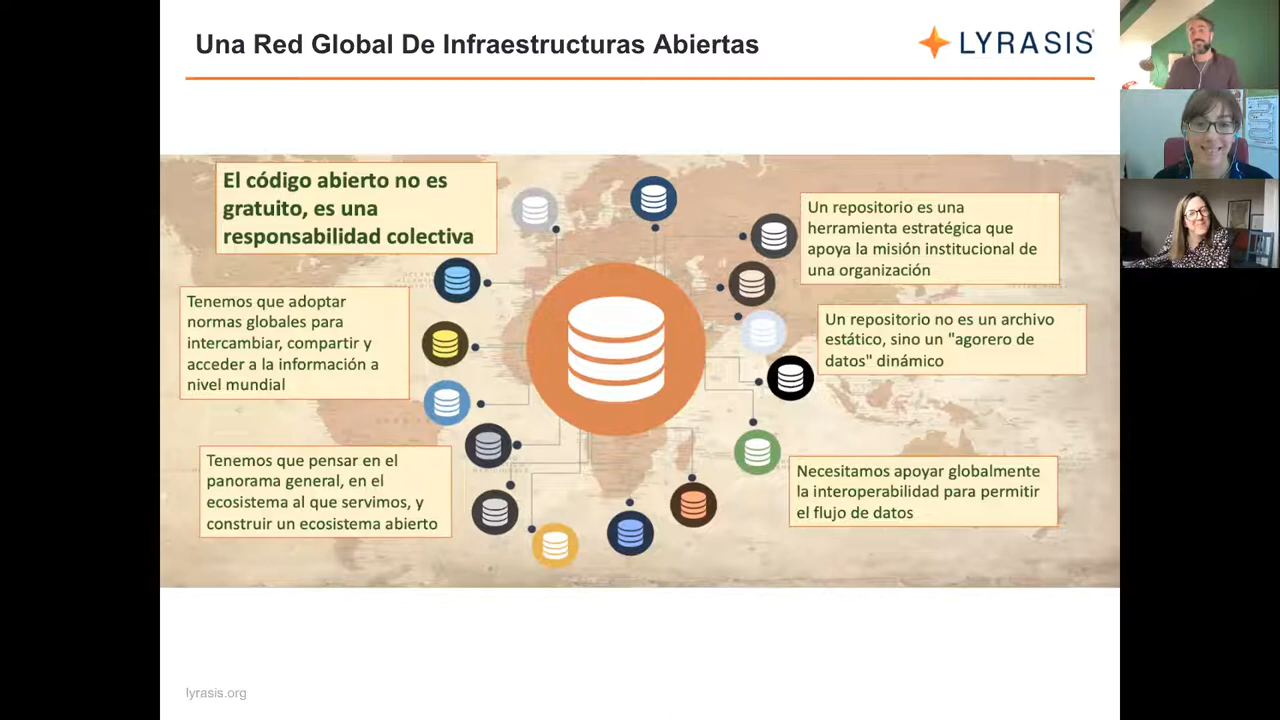 Una Red Global De Infraestructuras Abiertas
LYRASIS
El código abierto no es
gratuito, es una
responsabilidad colectiva
Tenemos que adoptar
normas globales para
intercambiar, compartir y
acceder a la información a
nivel mundial
Tenemos que pensar en el
panorama general, en el
ecosistema al que servimos, y
construir un ecosistema abierto
Un repositorio es una
herramienta estratégica que
apoya la misión institucional de
una organización
Un repositorio no es un archivo
estático, sino un "agorero de
datos" dinámico
Necesitamos apoyar globalmente
la interoperabilidad para permitir
el flujo de datos
lyrasis.org